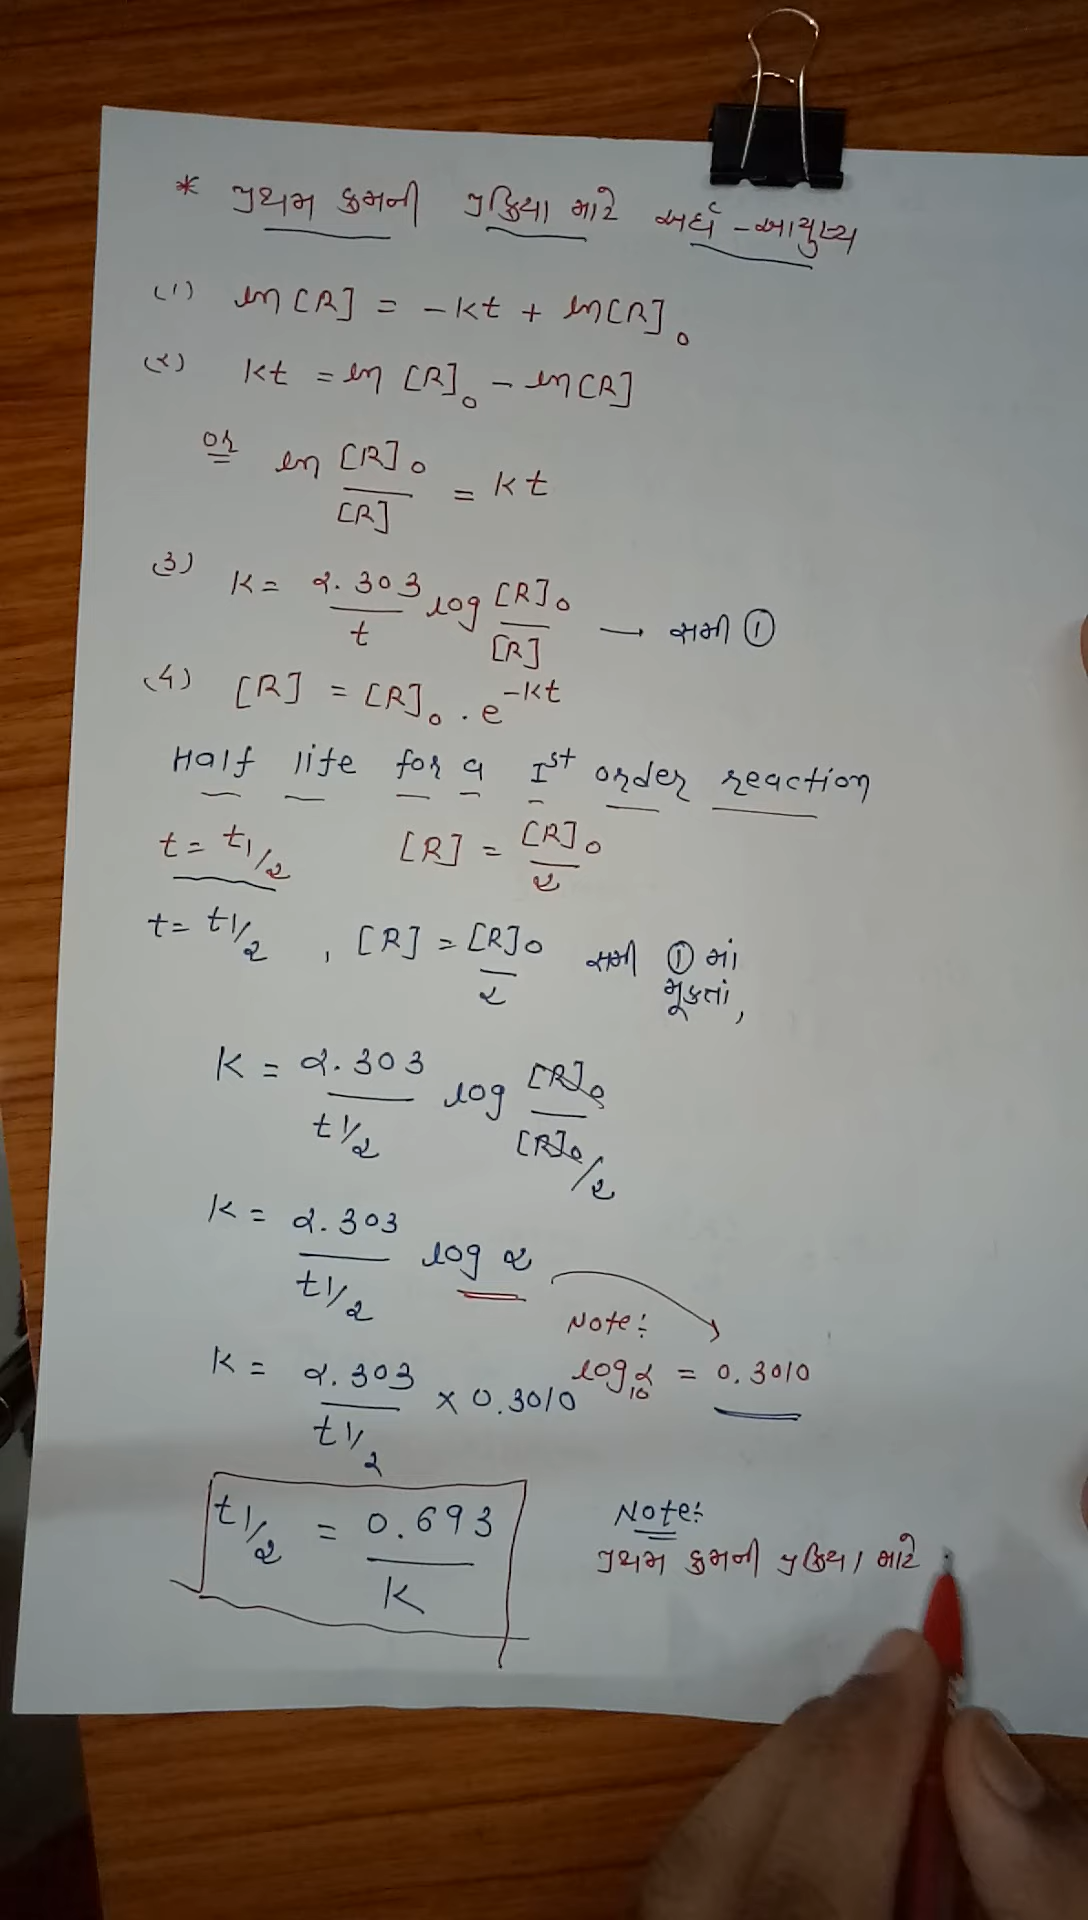 * પ્રથમ ક્રમની પ્રક્રિયા માટે અર્ધ-આયુષ્ય
(1) ln[R] = -kt + ln[R]₀
(2) kt = ln [R]₀ - ln[R]
or ln [R]₀/[R] = kt
(3) K = 2.303/t log [R]₀/[R] → સમી ①
(4) [R] = [R]₀ . e^-kt
Half life for a Ist order reaction
t = t1/2 [R] = [R]₀/2
t = t1/2 , [R] = [R]₀/2 સમી ① માં
મૂકતાં,
K = 2.303/t1/2 log [R]₀/[R]₀/2
K = 2.303/t1/2 log 2
Note:
log₁₀2 = 0.3010
K = 2.303/t1/2 x 0.3010
t1/2 = 0.693/K
Note:
પ્રથમ ક્રમની પ્રક્રિયા માટે